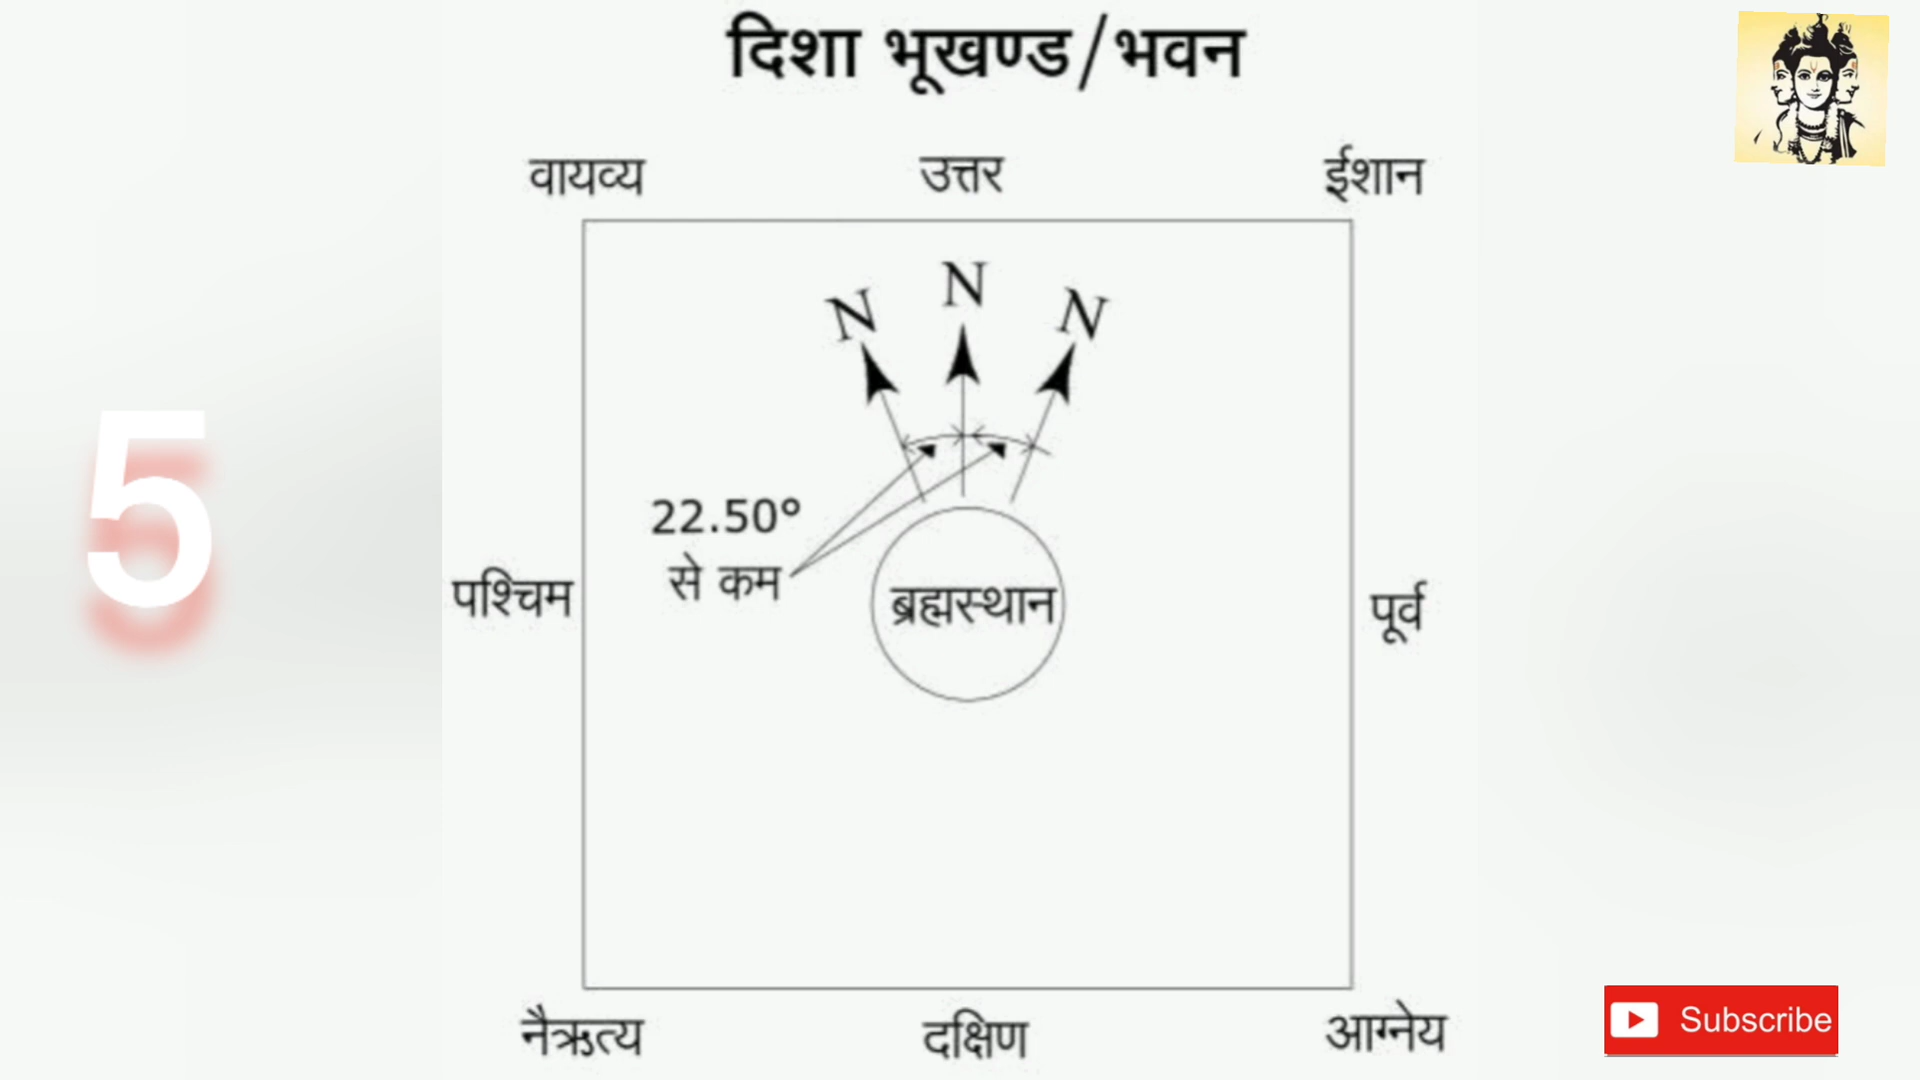 दिशा भूखण्ड/भवन
वायव्य उत्तर ईशान
N N N
5
22.50°
से कम
पश्चिम ब्रह्मस्थान पूर्व
नैऋत्य दक्षिण आग्नेय
Subscribe